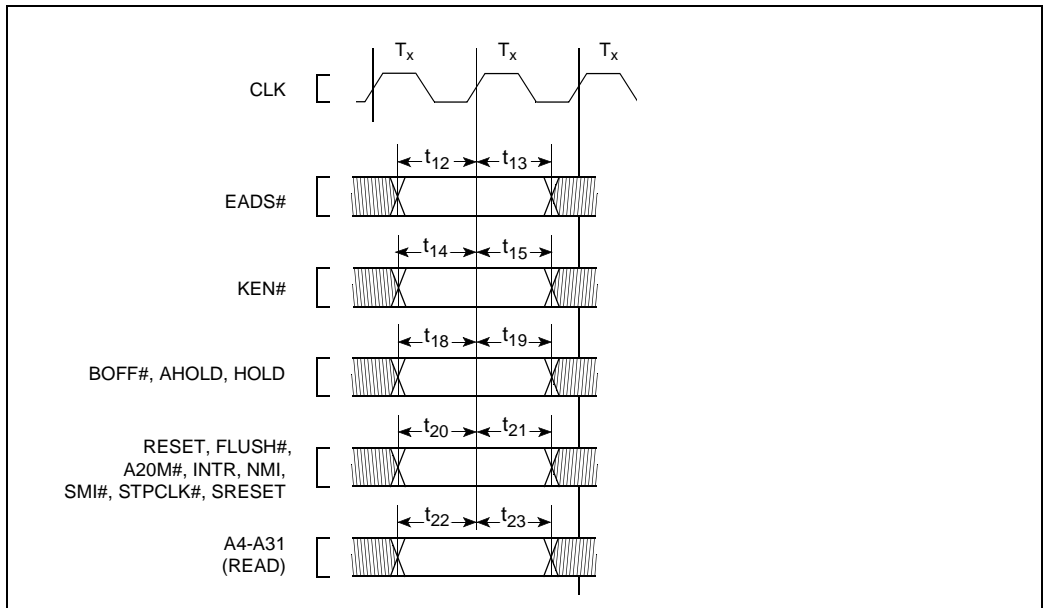 Tx Tx Tx
CLK
t12 t13
EADS#
t14 t15
KEN#
t18 t19
BOFF#, AHOLD, HOLD
t20 t21
RESET, FLUSH#,
A20M#, INTR, NMI,
SMI#, STPCLK#, SRESET
t22 t23
A4-A31
(READ)